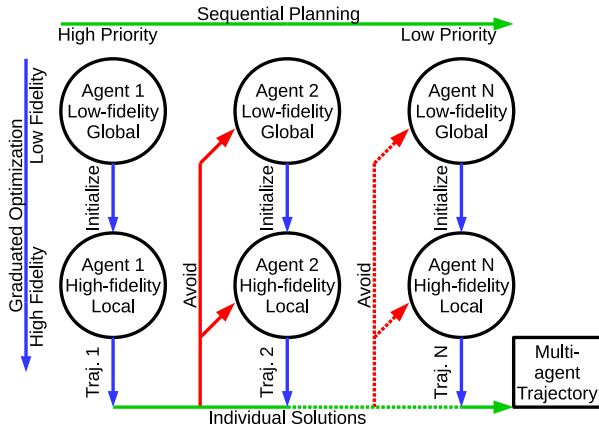 Sequential Planning
High Priority
Low Priority
Graduated Optimization
Low Fidelity
High Fidelity
Agent 1
Low-fidelity
Global
Agent 2
Low-fidelity
Global
Agent N
Low-fidelity
Global
Initialize
Initialize
Initialize
Avoid
Avoid
Agent 1
High-fidelity
Local
Agent 2
High-fidelity
Local
Agent N
High-fidelity
Local
Traj. 1
Traj. 2
Traj. N
Multi-
agent
Trajectory
Individual Solutions